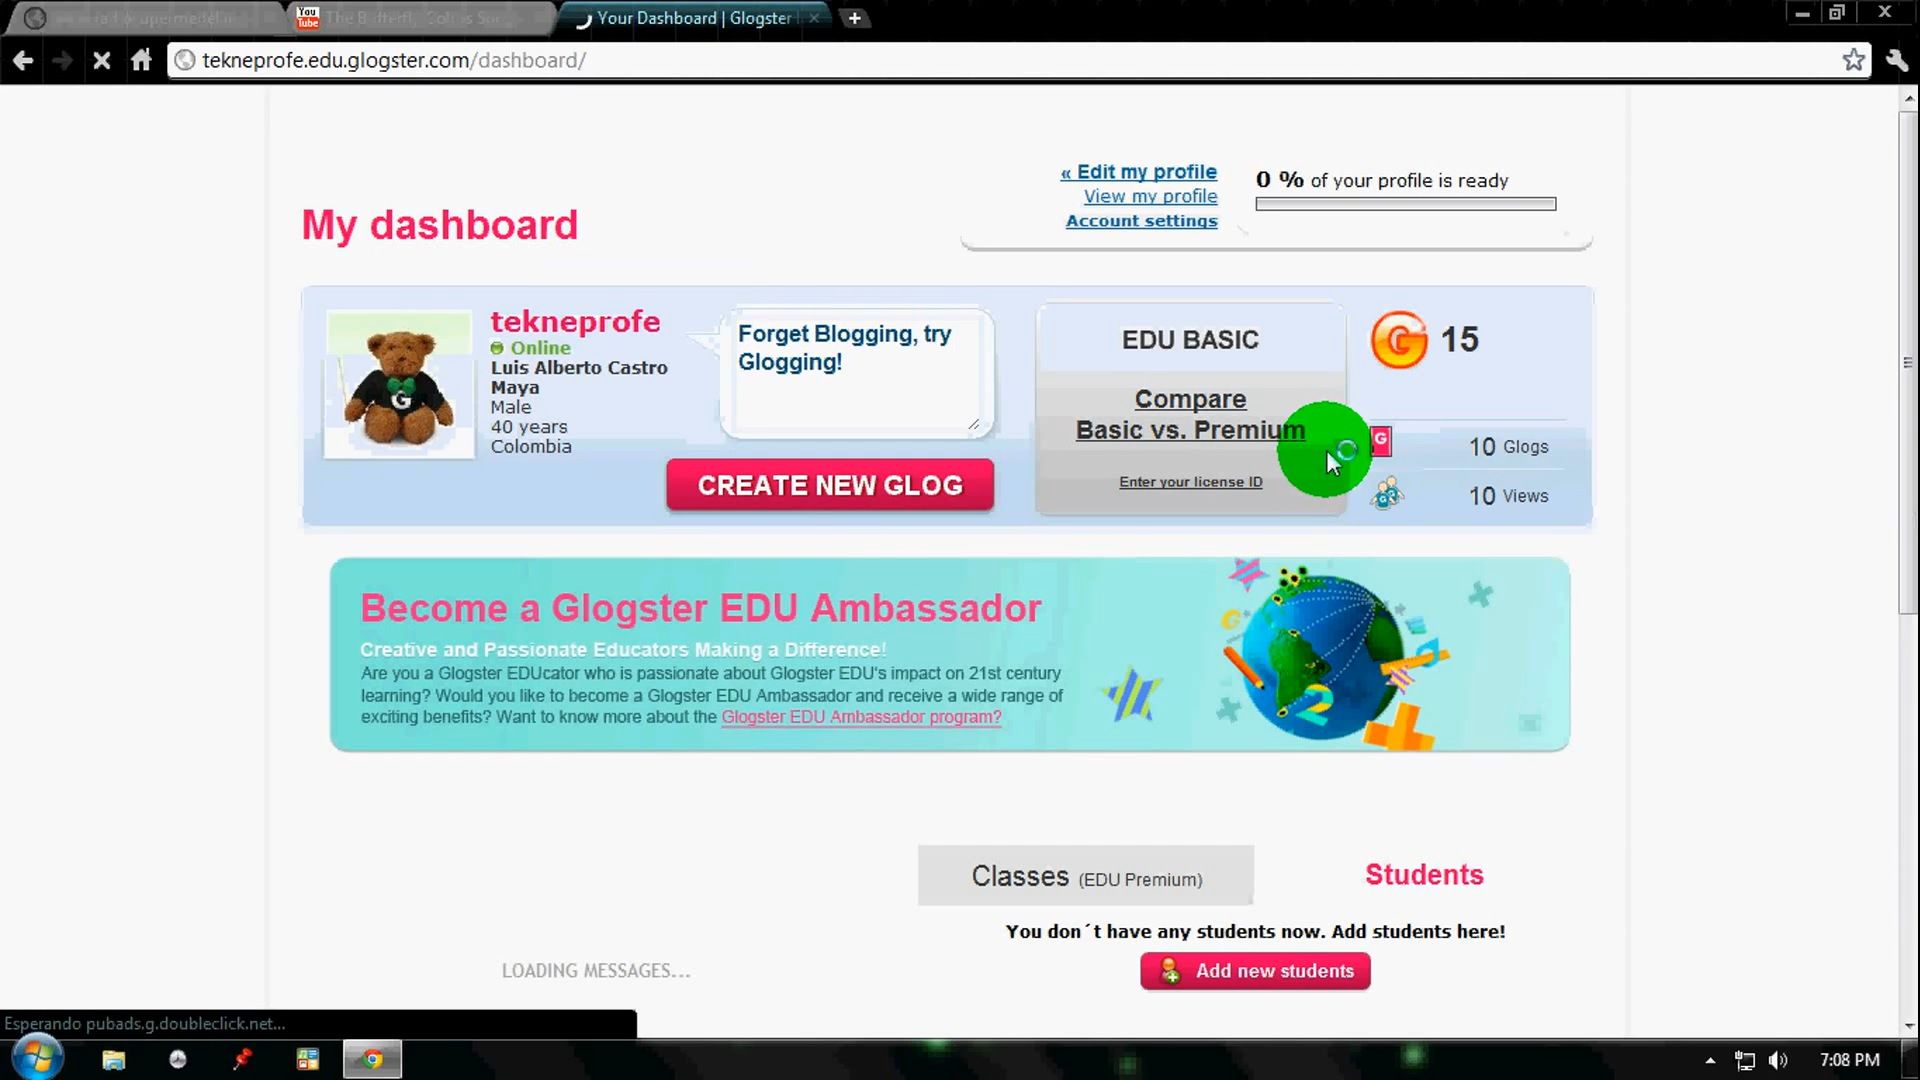 You Tube The Butterfly Circus
Your Dashboard | Glogster
tekneprofe.edu.glogster.com/dashboard/
« Edit my profile
View my profile
Account settings
0 % of your profile is ready
My dashboard
tekneprofe
Online
Luis Alberto Castro
Maya
Male
40 years
Colombia
Forget Blogging, try
Glogging!
CREATE NEW GLOG
EDU BASIC
Compare
Basic vs. Premium
Enter your license ID
G 15
G 10 Glogs
10 Views
Become a Glogster EDU Ambassador
Creative and Passionate Educators Making a Difference!
Are you a Glogster EDUcator who is passionate about Glogster EDU's impact on 21st century
learning? Would you like to become a Glogster EDU Ambassador and receive a wide range of
exciting benefits? Want to know more about the Glogster EDU Ambassador program?
Classes (EDU Premium)
Students
You don´t have any students now. Add students here!
LOADING MESSAGES...
Add new students
Esperando pubads.g.doubleclick.net...
7:08 PM